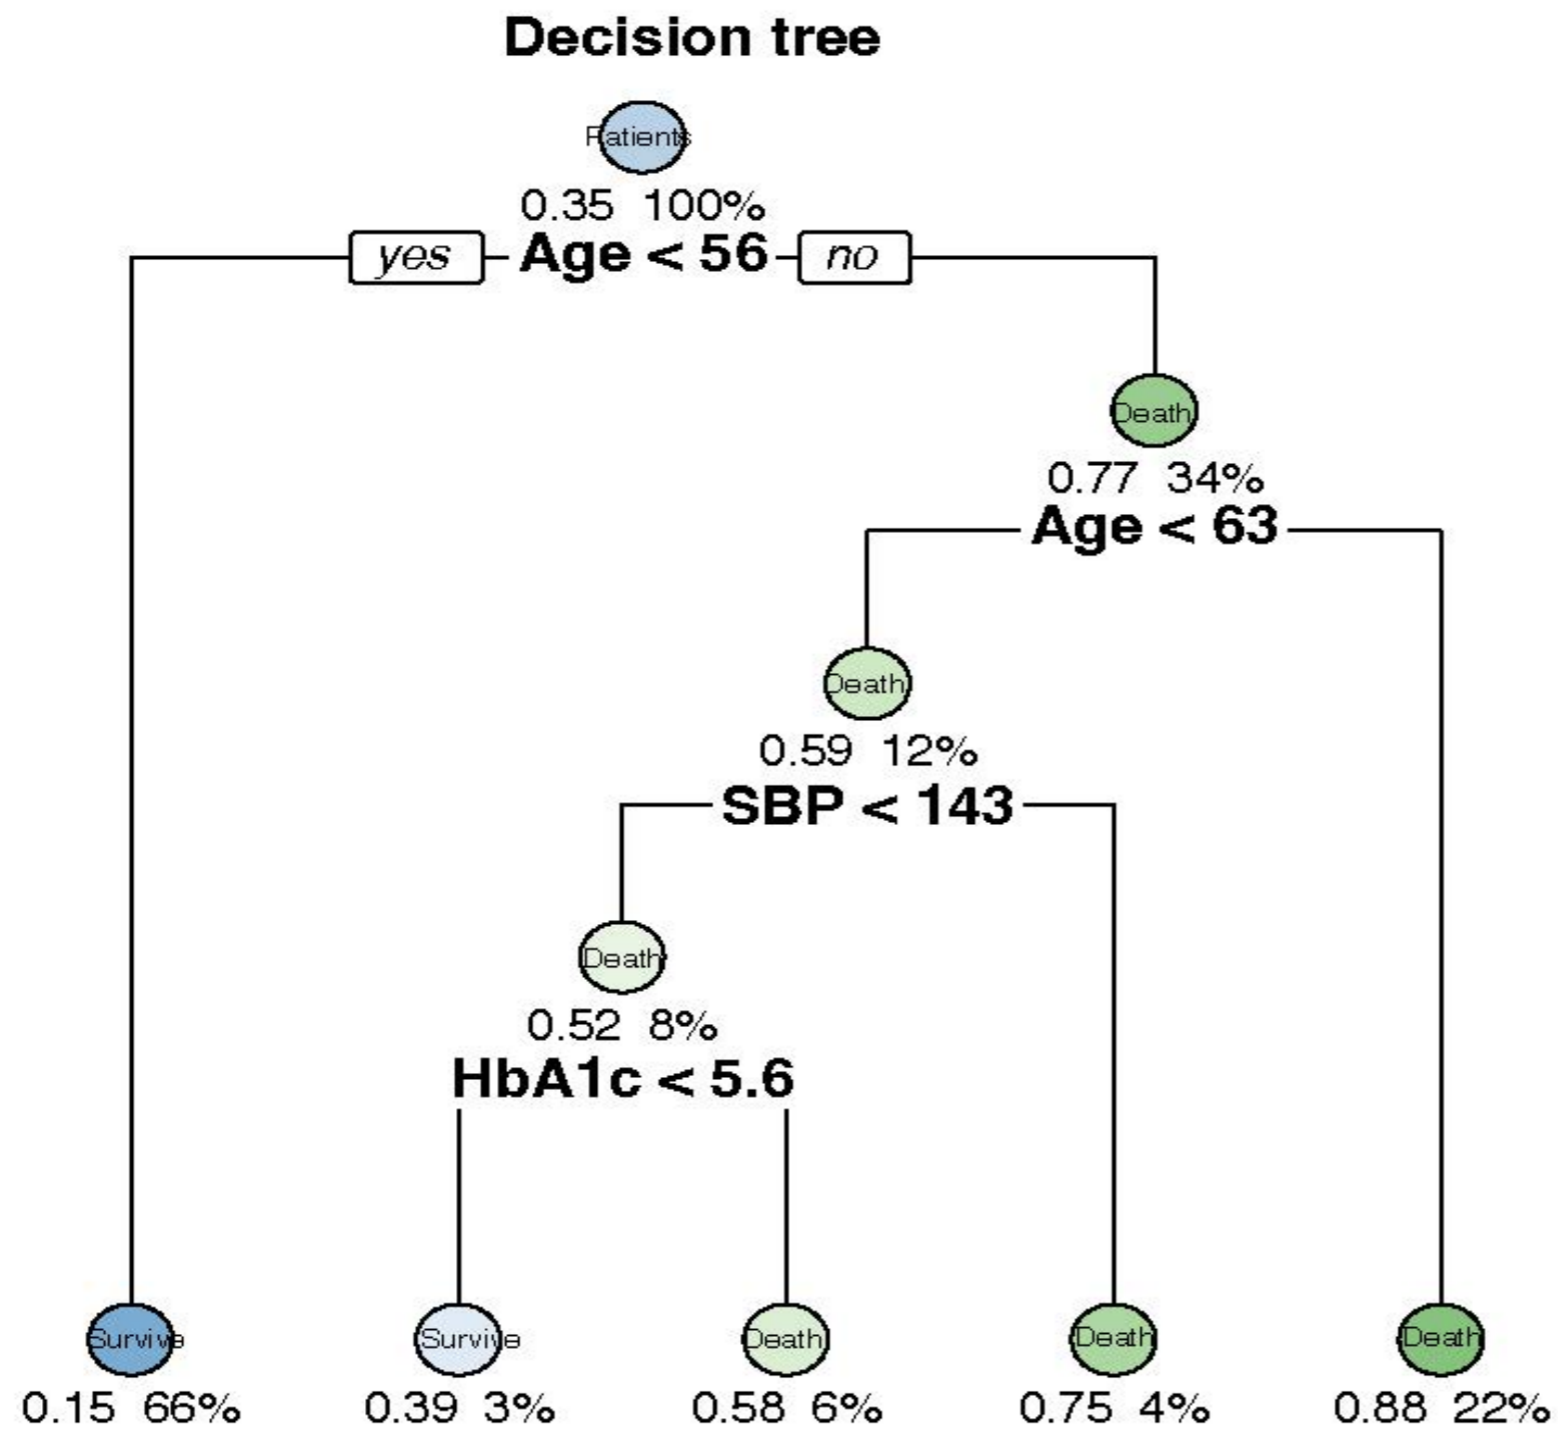 Decision tree
Patients
0.35 100%
yes Age < 56 no
Death
0.77 34%
Age < 63
Death
0.59 12%
SBP < 143
Death
0.52 8%
HbA1c < 5.6
Survive Survive Death Death Death
0.15 66% 0.39 3% 0.58 6% 0.75 4% 0.88 22%